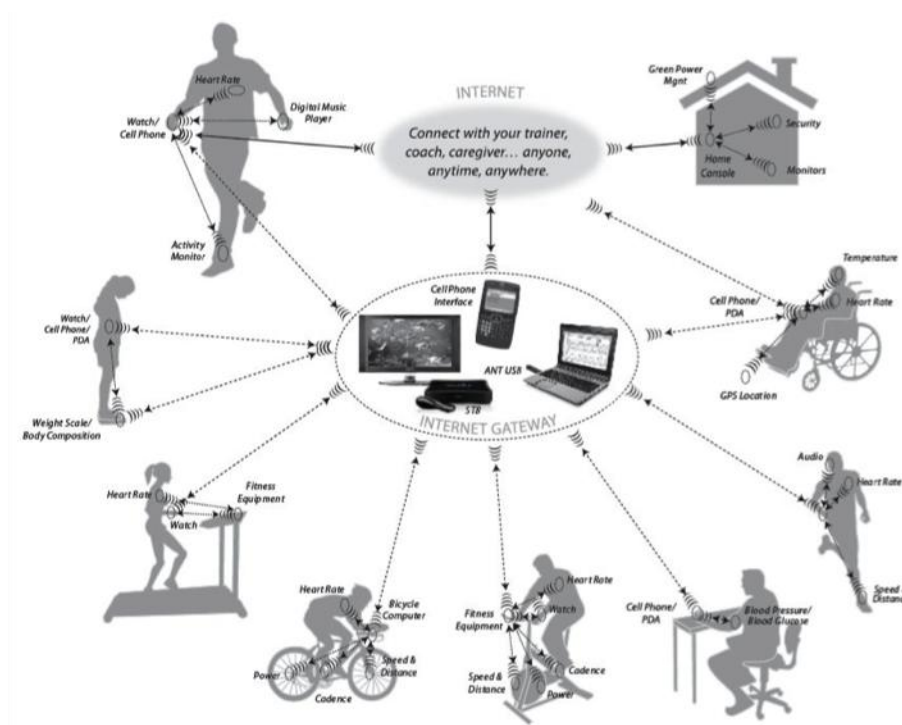 Heart Rate
Digital Music
Player
Watch/
Cell Phone
Activity
Monitor
INTERNET
Connect with your trainer,
coach, caregiver... anyone,
anytime, anywhere.
Green Power
Mgnt
Security
Home
Console
Monitors
Watch/
Cell Phone/
PDA
Weight Scale/
Body Composition
Cell Phone
Interface
ANT USB
STB
INTERNET GATEWAY
Temperature
Cell Phone/
PDA
Heart Rate
GPS Location
Heart Rate
Fitness
Equipment
Watch
Audio
Heart Rate
Speed &
Distance
Heart Rate
Bicycle
Computer
Power
Speed &
Distance
Cadence
Heart Rate
Fitness
Equipment
Watch
Speed &
Distance
Cadence
Power
Cell Phone/
PDA
Blood Pressure/
Blood Glucose